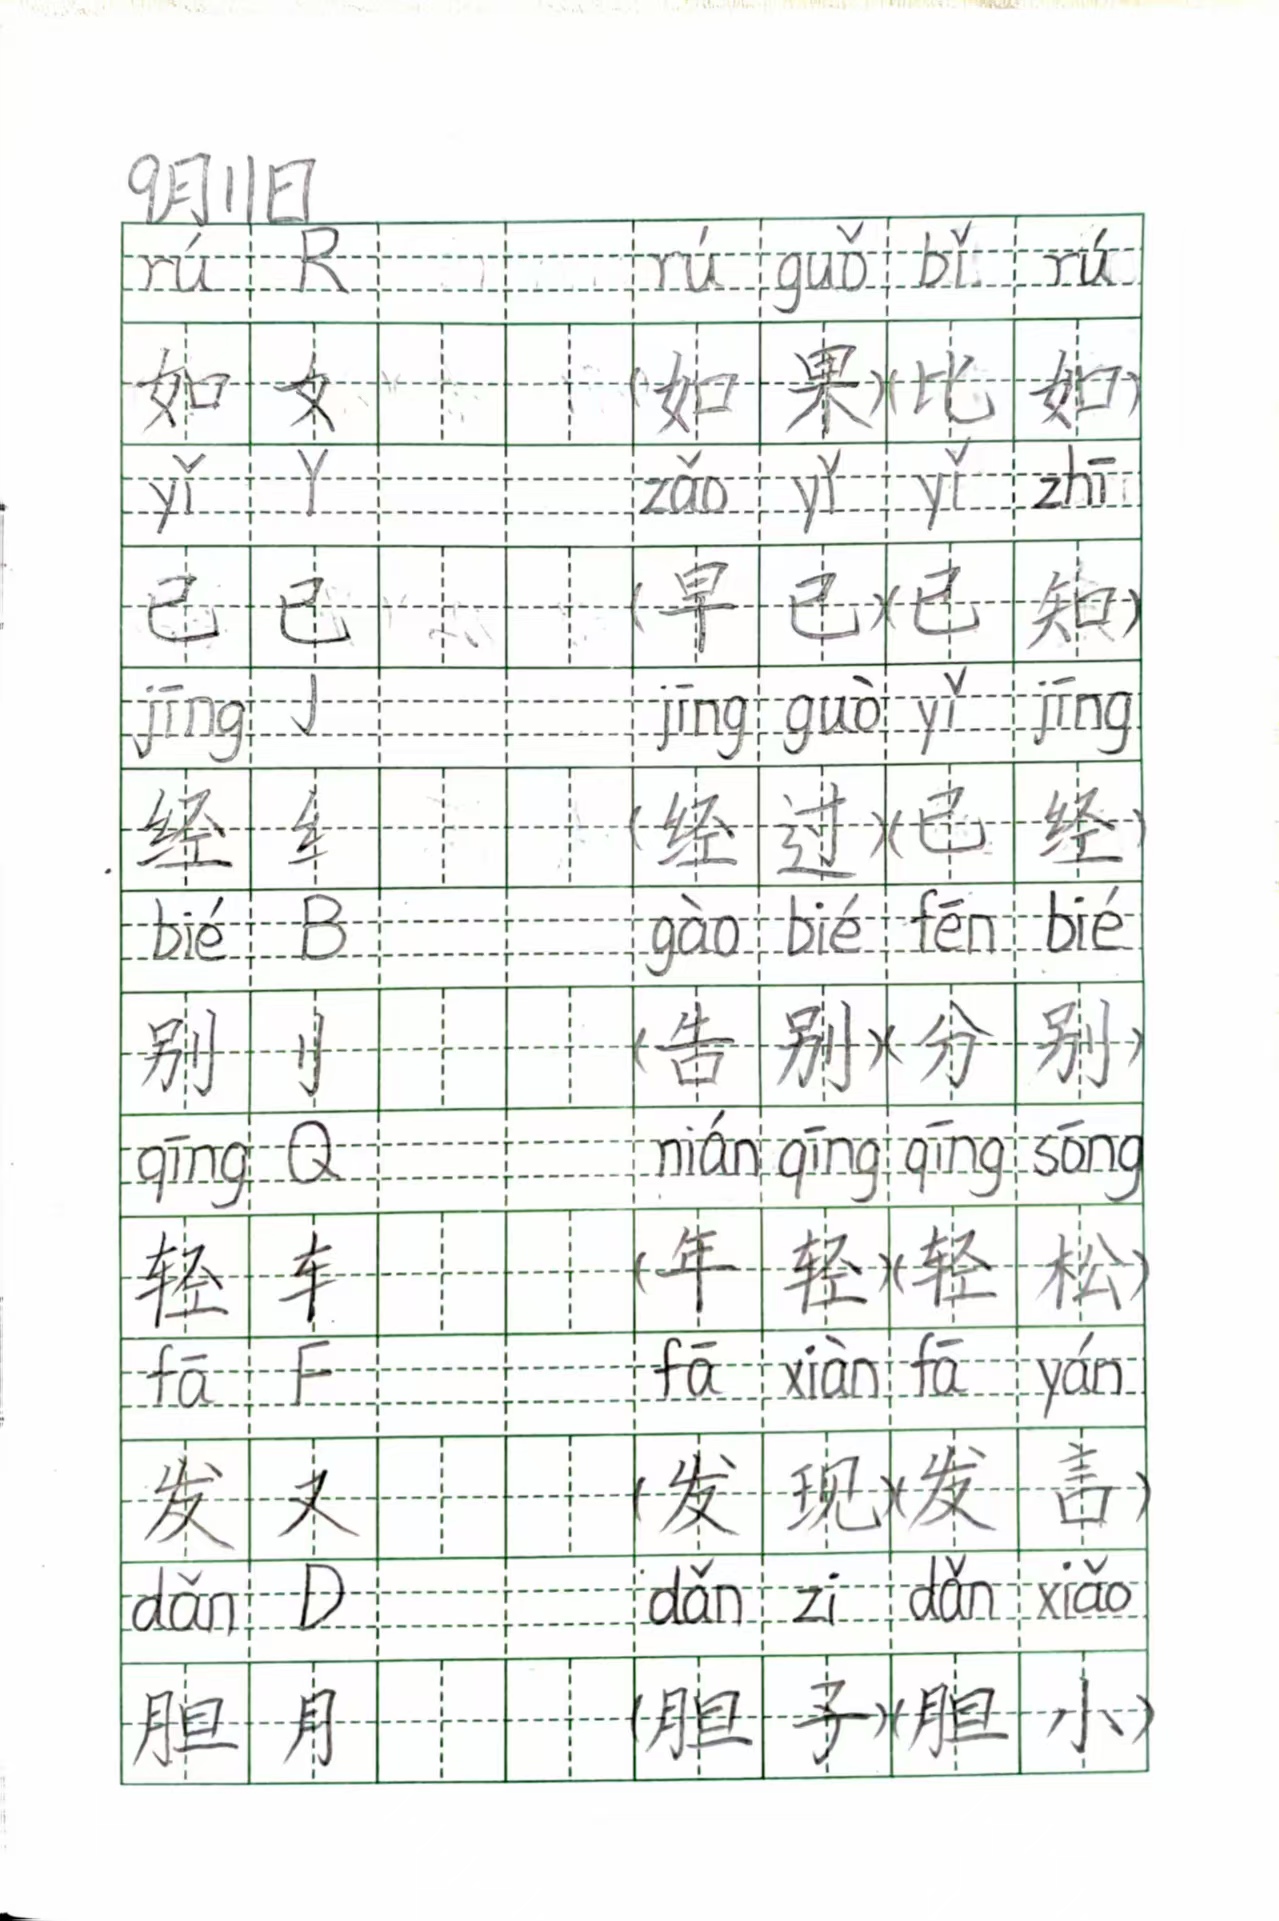 9月11日
rú R rú guǒ bǐ rú
如 女 (如果)(比如)
yǐ Y zǎo yǐ yǐ zhī
已 已 (早已)(已知)
jīng J jīng guò yǐ jīng
经 纟 (经过)(已经)
bié B gào bié fēn bié
别 刂 (告别)(分别)
qīng Q nián qīng qīng sōng
轻 车 (年轻)(轻松)
fā F fā xiàn fā yán
发 又 (发现)(发言)
dǎn D dǎn zi dǎn xiǎo
胆 月 (胆子)(胆小)